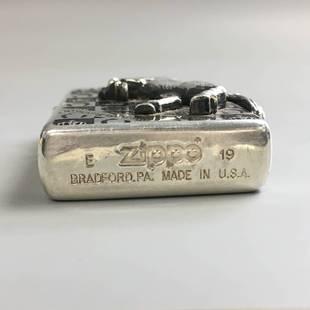 E Zippo 19
BRADFORD.PA. MADE IN U.S.A.